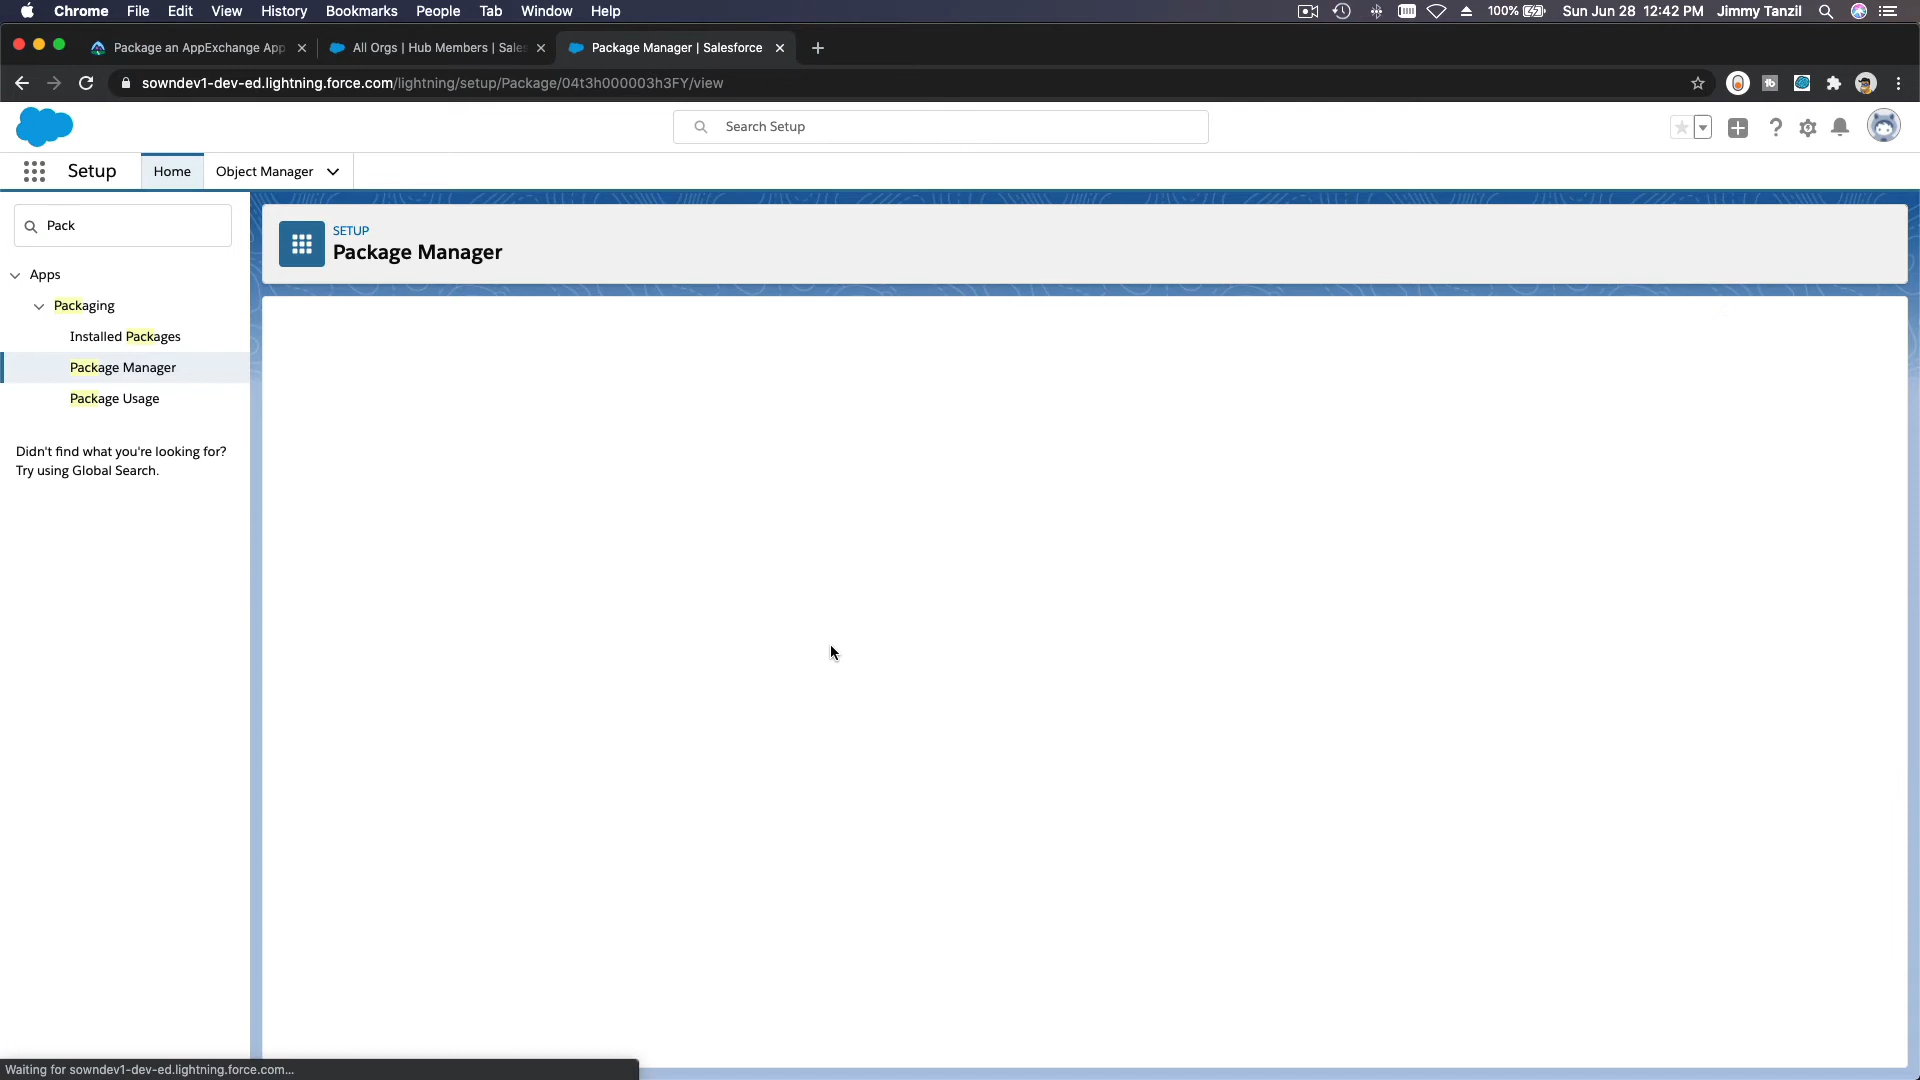 Chrome File Edit View History Bookmarks People Tab Window Help 100% Sun Jun 28 12:42 PM Jimmy Tanzil
Package an AppExchange App All Orgs | Hub Members | Sales Package Manager | Salesforce
sowndev1-dev-ed.lightning.force.com/lightning/setup/Package/04t3h000003h3FY/view
Search Setup
Setup Home Object Manager
Pack
SETUP
Package Manager
Apps
Packaging
Installed Packages
Package Manager
Package Usage
Didn't find what you're looking for?
Try using Global Search.
Waiting for sowndev1-dev-ed.lightning.force.com...